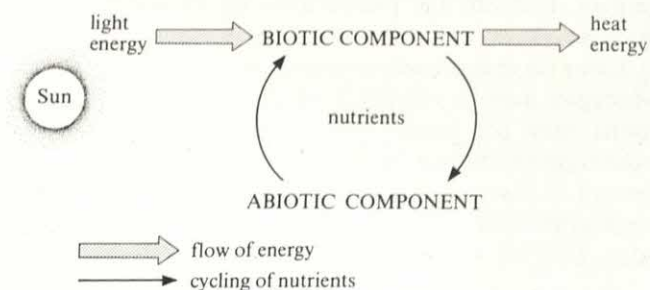 light
energy
BIOTIC COMPONENT
heat
energy
Sun
nutrients
ABIOTIC COMPONENT
flow of energy
cycling of nutrients